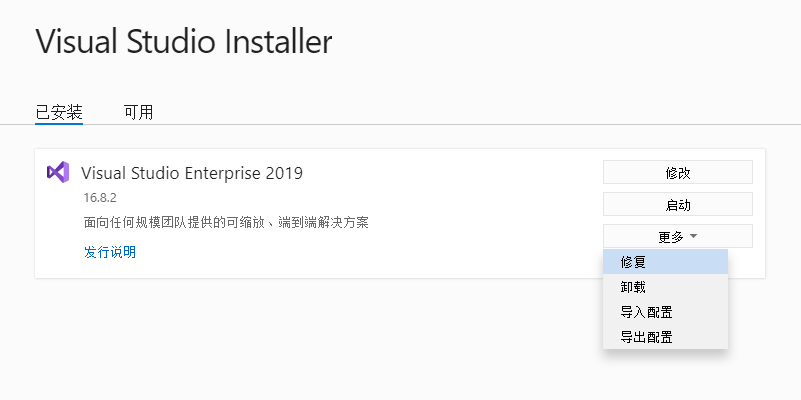 Visual Studio Installer
已安装 可用
Visual Studio Enterprise 2019
16.8.2
面向任何规模团队提供的可缩放、端到端解决方案
发行说明
修改
启动
更多
修复
卸载
导入配置
导出配置